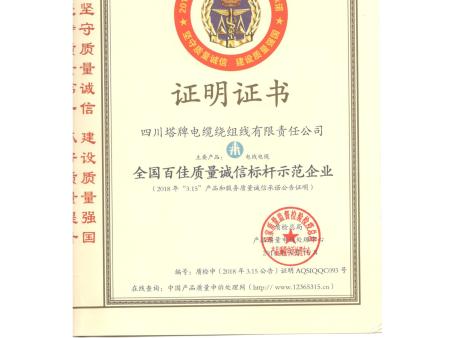 坚守质量诚信 建设质量强国
坚守质量诚信 建设质量强国
证明证书
四川塔牌电缆绕组线有限责任公司
主要产品: 电线电缆
全国百佳质量诚信标杆示范企业
(2018年“3.15”产品和服务质量诚信承诺公告证明)
编号:质检申(2018年3.15公告)证明AQSIQQC093号
在线查询:中国产品质量申诉处理网(http://www.12365315.cn)